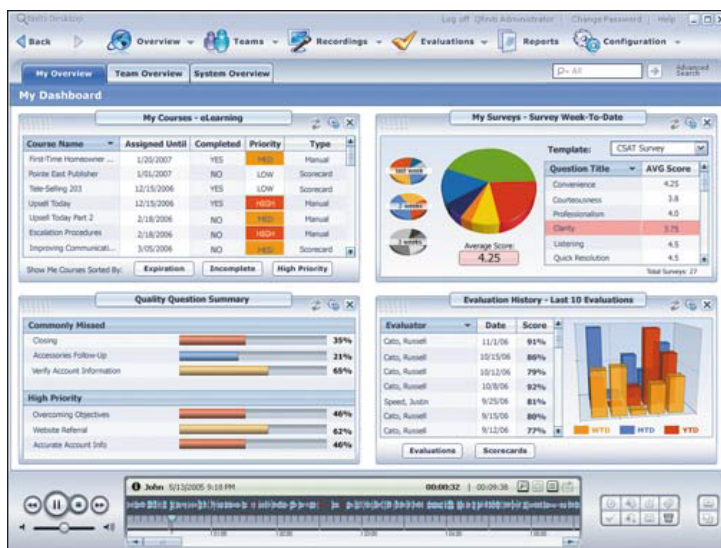 Log off Qfiniti Administrator | Change Password | Help
Back Overview Teams Recordings Evaluations Reports Configuration
My Overview Team Overview System Overview
All
Advanced Search
My Dashboard
My Courses - eLearning
Course Name Assigned Until Completed Priority Type
First-Time Homeowner ... 1/20/2007 YES MED Manual
Pointe East Publisher 1/01/2007 NO LOW Scorecard
Tele-Selling 203 12/15/2006 YES LOW Scorecard
Upsell Today 12/15/2006 YES HIGH Manual
Upsell Today Part 2 2/18/2006 NO MED Manual
Escalation Procedures 2/18/2006 NO HIGH Manual
Improving Communicati... 3/05/2006 NO MED Scorecard
Show Me Courses Sorted By: Expiration Incomplete High Priority
My Surveys - Survey Week-To-Date
last week
2 weeks
3 weeks
Average Score:
4.25
Template: CSAT Survey
Question Title AVG Score
Convenience 4.25
Courteousness 3.8
Professionalism 4.0
Clarity 3.75
Listening 4.5
Quick Resolution 4.5
Total Surveys: 27
Quality Question Summary
Commonly Missed
Closing 35%
Accessories Follow-Up 21%
Verify Account Information 65%
High Priority
Overcoming Objectives 46%
Website Referral 62%
Accurate Account Info 46%
Evaluation History - Last 10 Evaluations
Evaluator Date Score
Cato, Russell 11/1/06 91%
Cato, Russell 10/15/06 86%
Cato, Russell 10/12/06 79%
Cato, Russell 10/8/06 92%
Speed, Justin 9/25/06 81%
Cato, Russell 9/15/06 80%
Cato, Russell 9/12/06 77%
WTD MTD YTD
Evaluations Scorecards
John 5/13/2005 9:18 PM 00:00:32 | 00:09:38